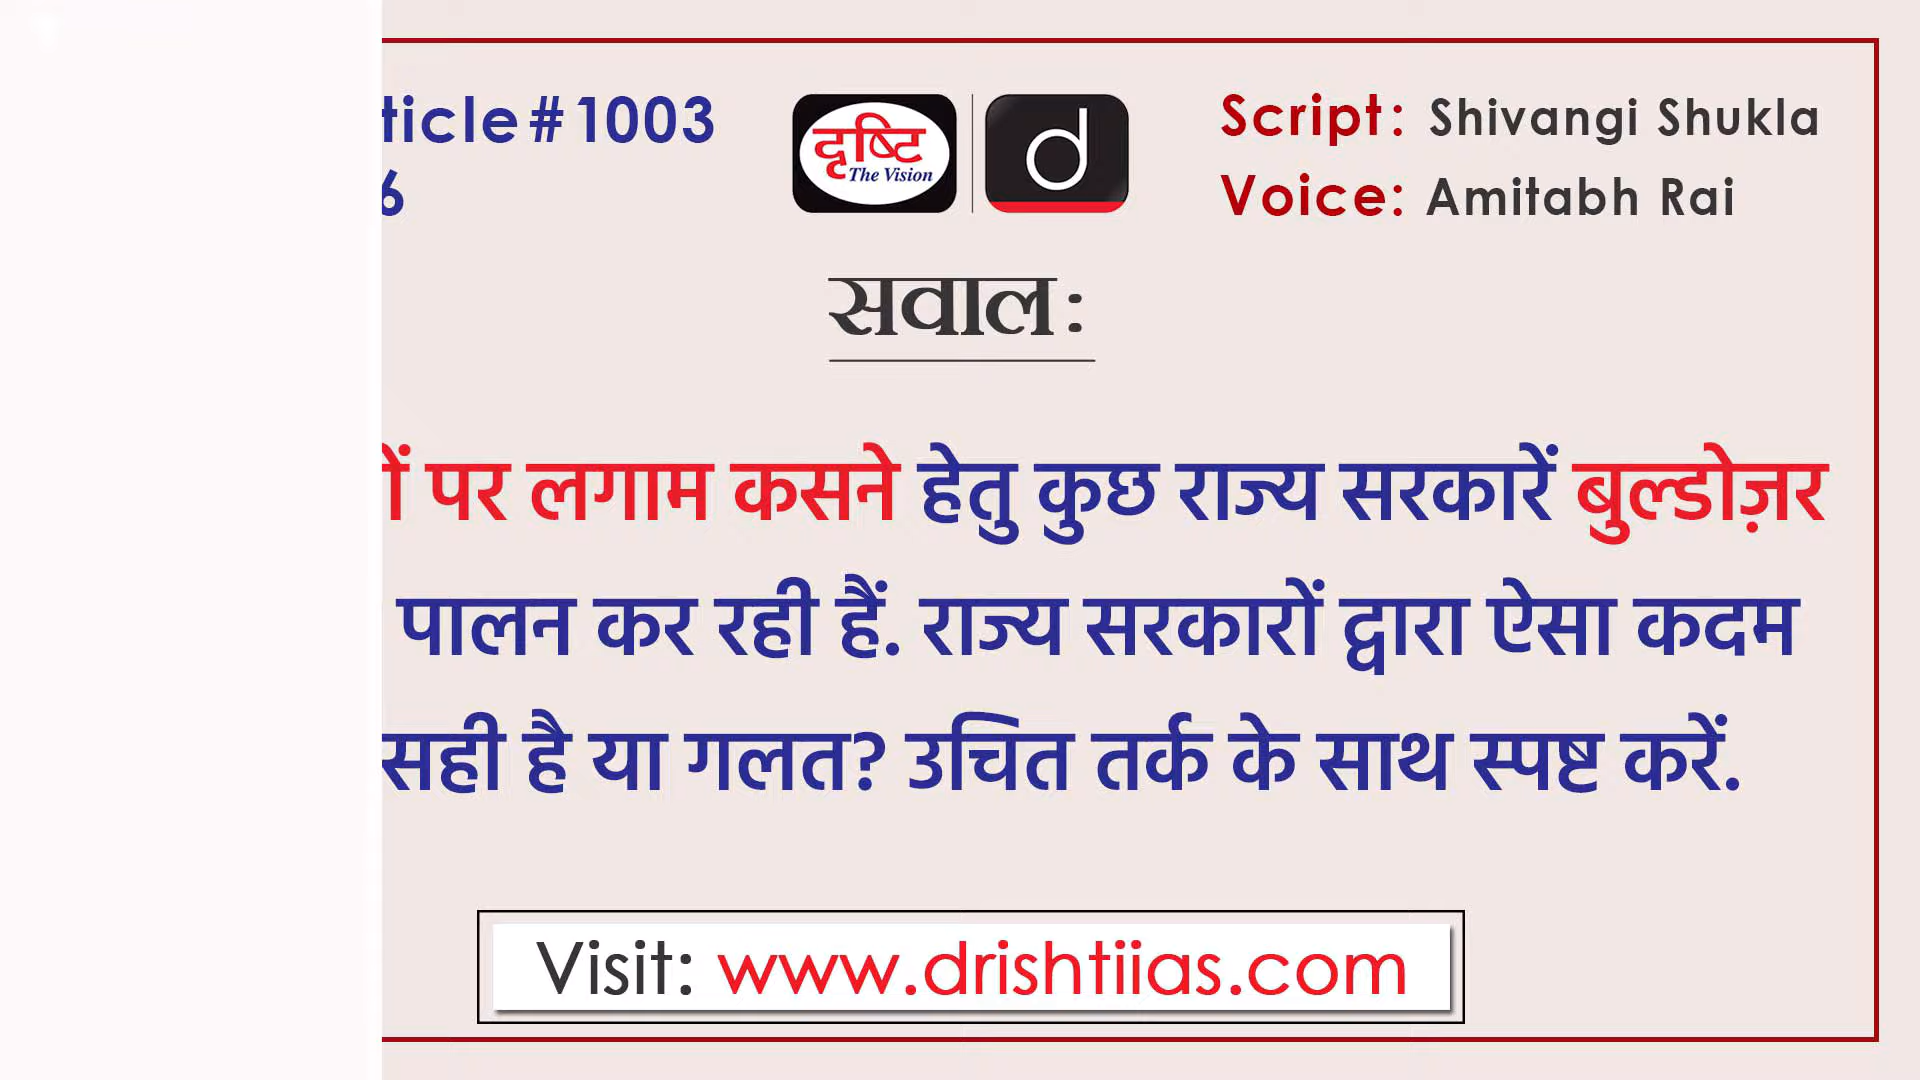 ticle#1003
6
दृष्टि
The Vision
d
Script: Shivangi Shukla
Voice: Amitabh Rai
सवाल:
पर लगाम कसने हेतु कुछ राज्य सरकारें बुल्डोज़र
पालन कर रही हैं. राज्य सरकारों द्वारा ऐसा कदम
सही है या गलत? उचित तर्क के साथ स्पष्ट करें.
Visit: www.drishtiias.com